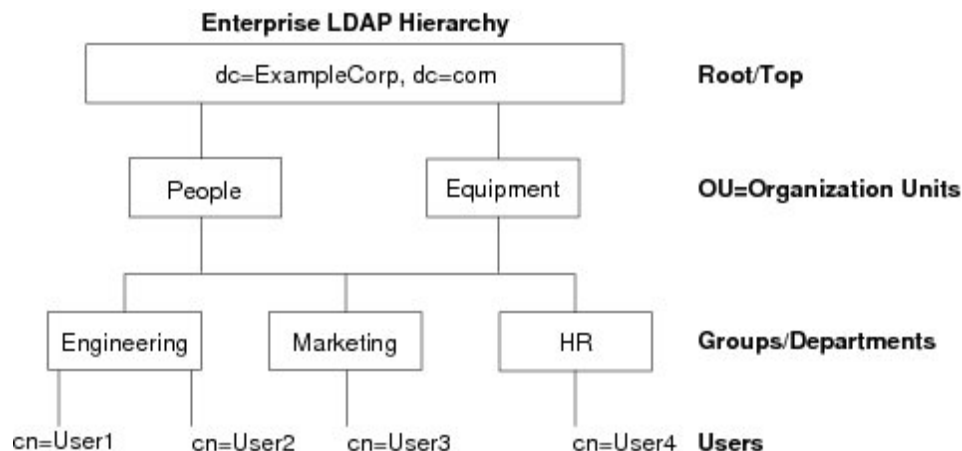 Enterprise LDAP Hierarchy
dc=ExampleCorp, dc=com
Root/Top
People
Equipment
OU=Organization Units
Engineering
Marketing
HR
Groups/Departments
cn=User1
cn=User2
cn=User3
cn=User4
Users